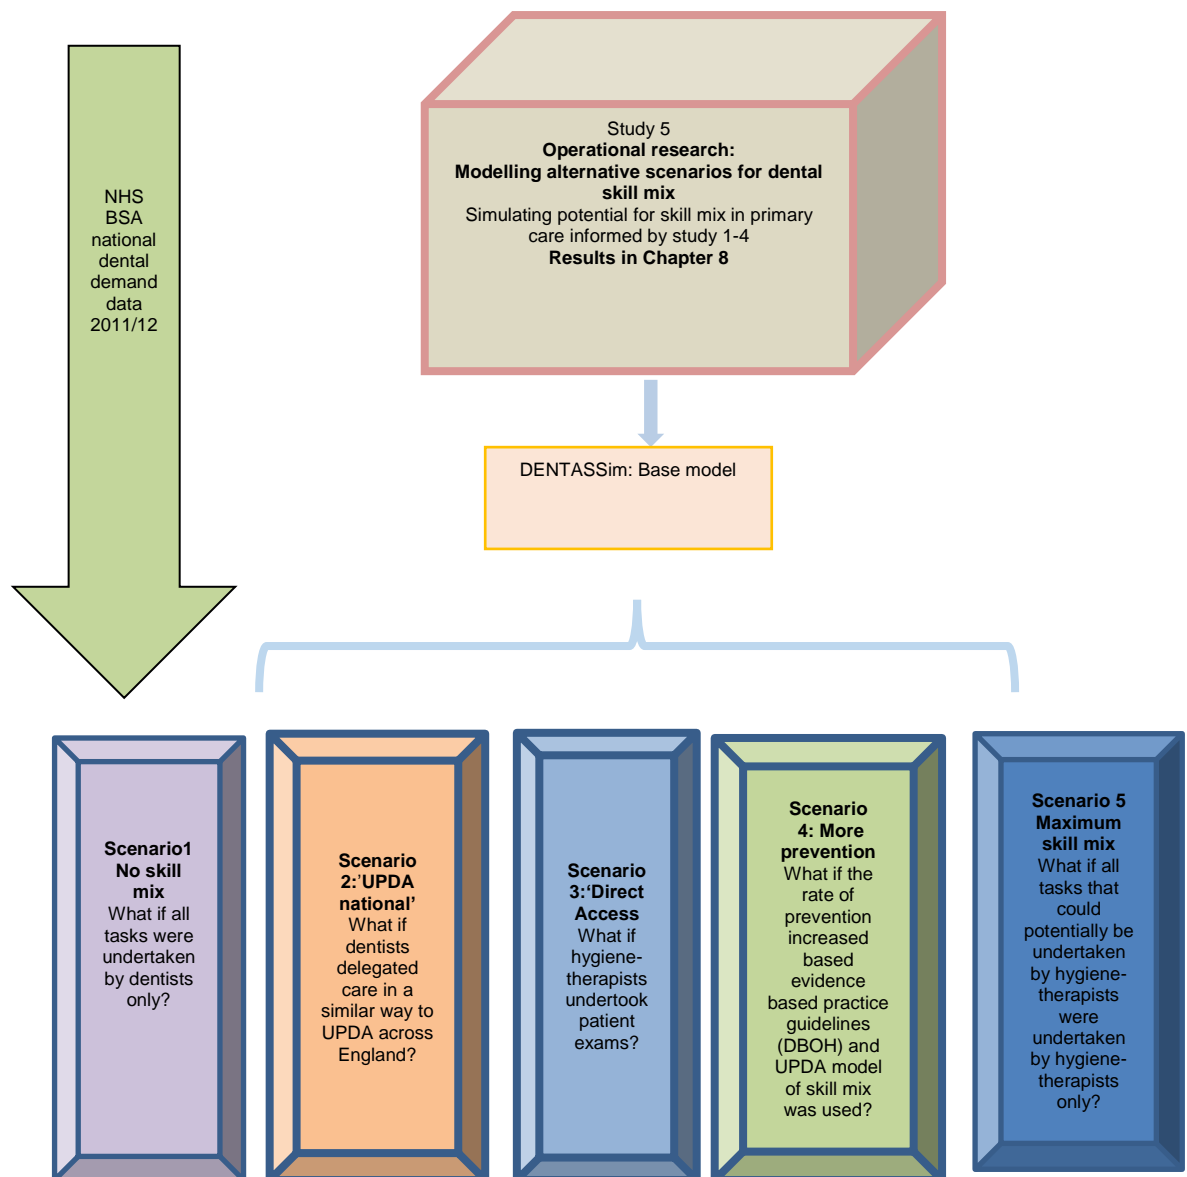 Study 5
Operational research:
Modelling alternative scenarios for dental
skill mix
Simulating potential for skill mix in primary
care informed by study 1-4
Results in Chapter 8
NHS
BSA
national
dental
demand
data
2011/12
DENTASSim: Base model
Scenario1
No skill
mix
What if all
tasks were
undertaken
by dentists
only?
Scenario
2:'UPDA
national’
What if
dentists
delegated
care in a
similar way to
UPDA across
England?
Scenario
3:‘Direct
Access
What if
hygiene-
therapists
undertook
patient
exams?
Scenario
4: More
prevention
What if the
rate of
prevention
increased
based
evidence
based practice
guidelines
(DBOH) and
UPDA model
of skill mix
was used?
Scenario 5
Maximum
skill mix
What if all
tasks that
could
potentially be
undertaken
by hygiene-
therapists
were
undertaken
by hygiene-
therapists
only?